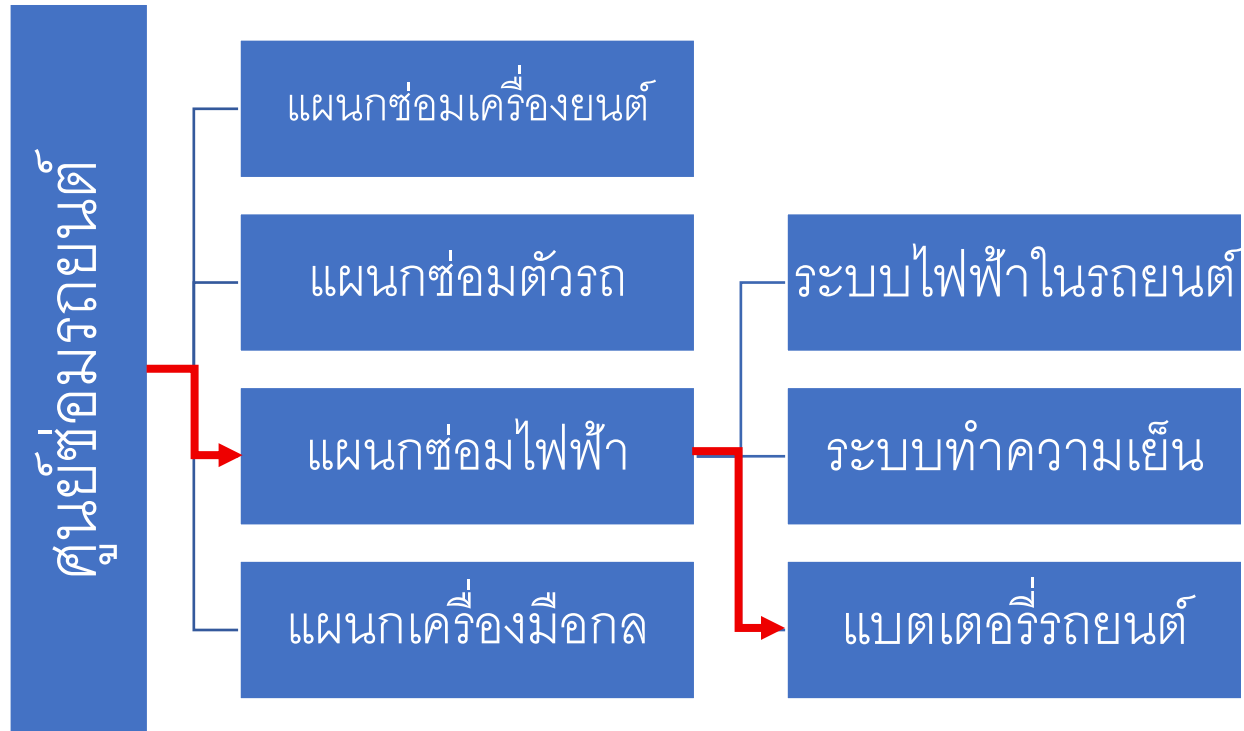 ศูนย์ซ่อมรถยนต์
แผนกซ่อมเครื่องยนต์
แผนกซ่อมตัวรถ
แผนกซ่อมไฟฟ้า
แผนกเครื่องมือกล
ระบบไฟฟ้าในรถยนต์
ระบบทำความเย็น
แบตเตอรี่รถยนต์